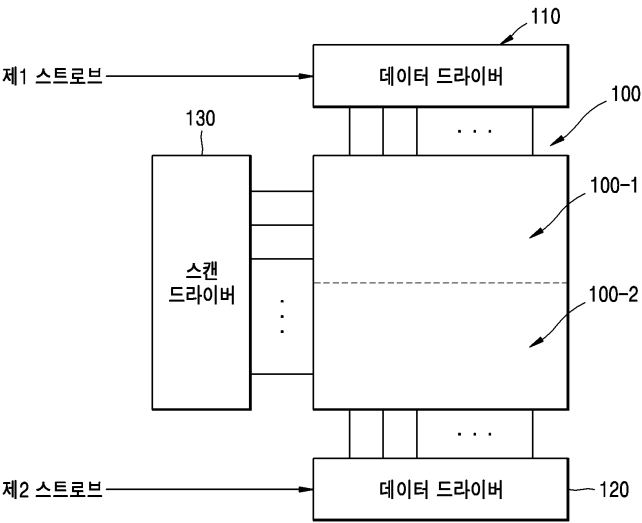 110
제1 스트로브
데이터 드라이버
100
130
· · ·
100-1
스캔
드라이버
100-2
제2 스트로브
데이터 드라이버
120